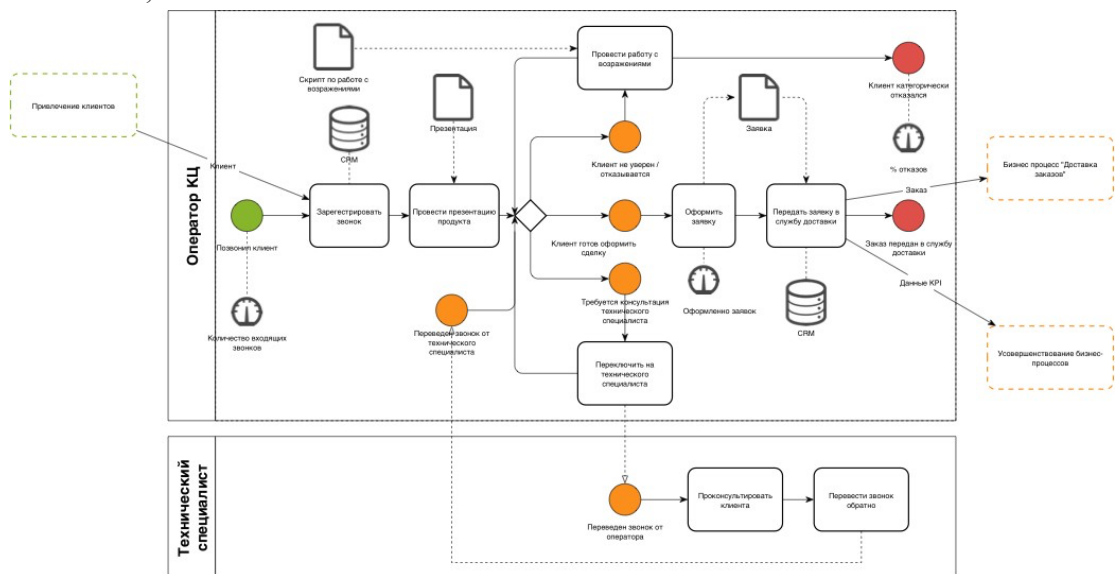 )
Скрипт по работе с
возражениями
Провести работу с
возражениями
Клиент категорически
отказался
Привлечение клиентов
CRM
Презентация
Заявка
% отказов
Клиент
Клиент не уверен /
отказывается
Бизнес процесс "Доставка
заказов"
Заказ
Оператор КЦ
Позвонил клиент
Зарегестрировать
звонок
Провести презентацию
продукта
Клиент готов оформить
сделку
Оформить
заявку
Передать заявку в
службу доставки
Заказ передан в службу
доставки
Данные KPI
Количество входящих
звонков
Переведен звонок от
технического
специалиста
Требуется консультация
технического
специалиста
Оформленно заявок
CRM
Переключить на
технического
специалиста
Усовершенствование бизнес-
процессов
Технический
специалист
Переведен звонок от
оператора
Проконсультировать
клиента
Перевести звонок
обратно